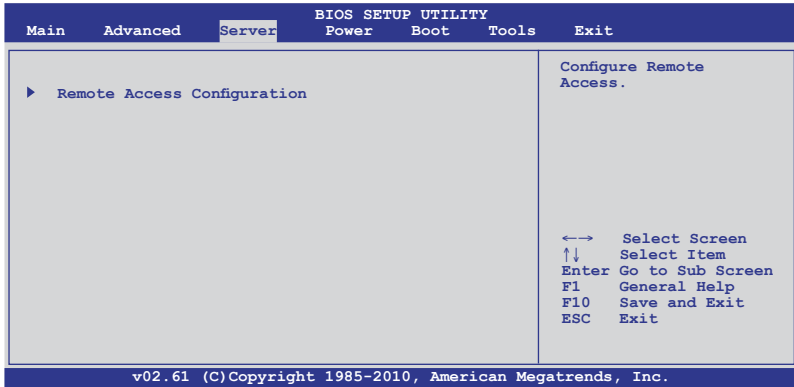 BIOS SETUP UTILITY
Main Advanced Server Power Boot Tools Exit
Remote Access Configuration
Configure Remote
Access.
←→ Select Screen
↑↓ Select Item
Enter Go to Sub Screen
F1 General Help
F10 Save and Exit
ESC Exit
v02.61 (C)Copyright 1985-2010, American Megatrends, Inc.